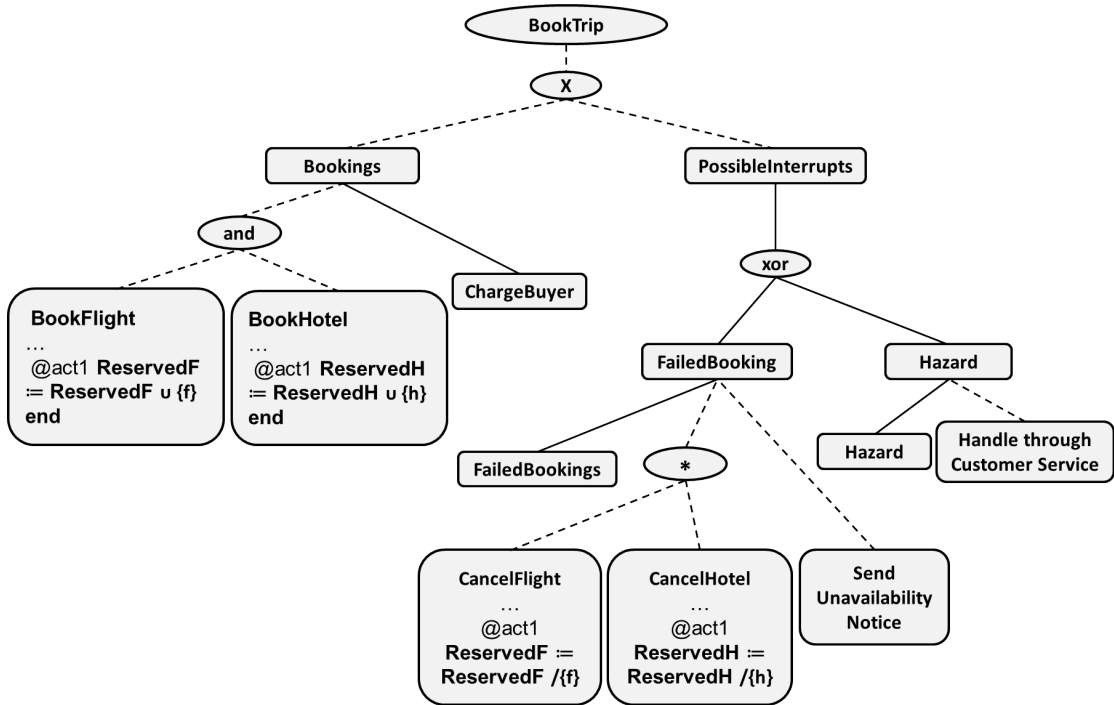 BookTrip
X
Bookings
PossibleInterrupts
and
xor
ChargeBuyer
BookFlight
…
@act1 ReservedF
≔ ReservedF ∪ {f}
end
BookHotel
…
@act1 ReservedH
≔ ReservedH ∪ {h}
end
FailedBooking
Hazard
FailedBookings
*
Hazard
Handle through
Customer Service
CancelFlight
…
@act1
ReservedF ≔
ReservedF /{f}
CancelHotel
…
@act1
ReservedH ≔
ReservedH /{h}
Send
Unavailability
Notice